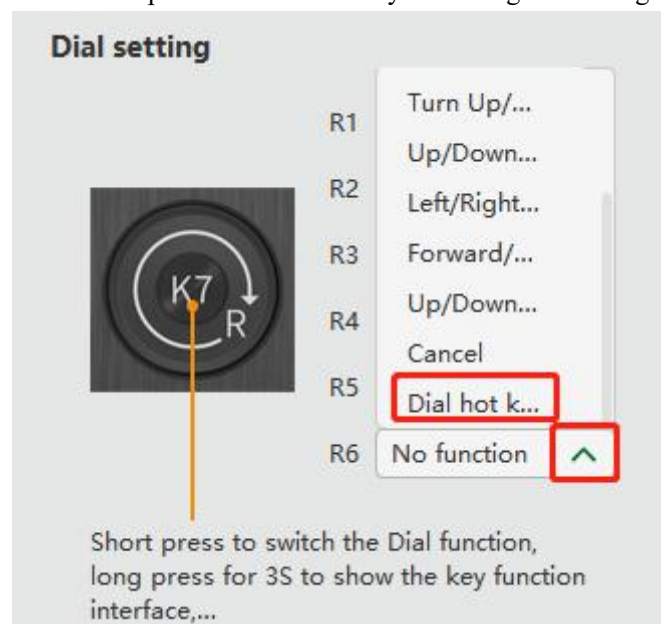 Dial setting
R1
Turn Up/...
Up/Down...
R2
Left/Right...
R3
Forward/...
K7
R
R4
Up/Down...
Cancel
R5
Dial hot k...
R6
No function
Short press to switch the Dial function,
long press for 3S to show the key function
interface,...